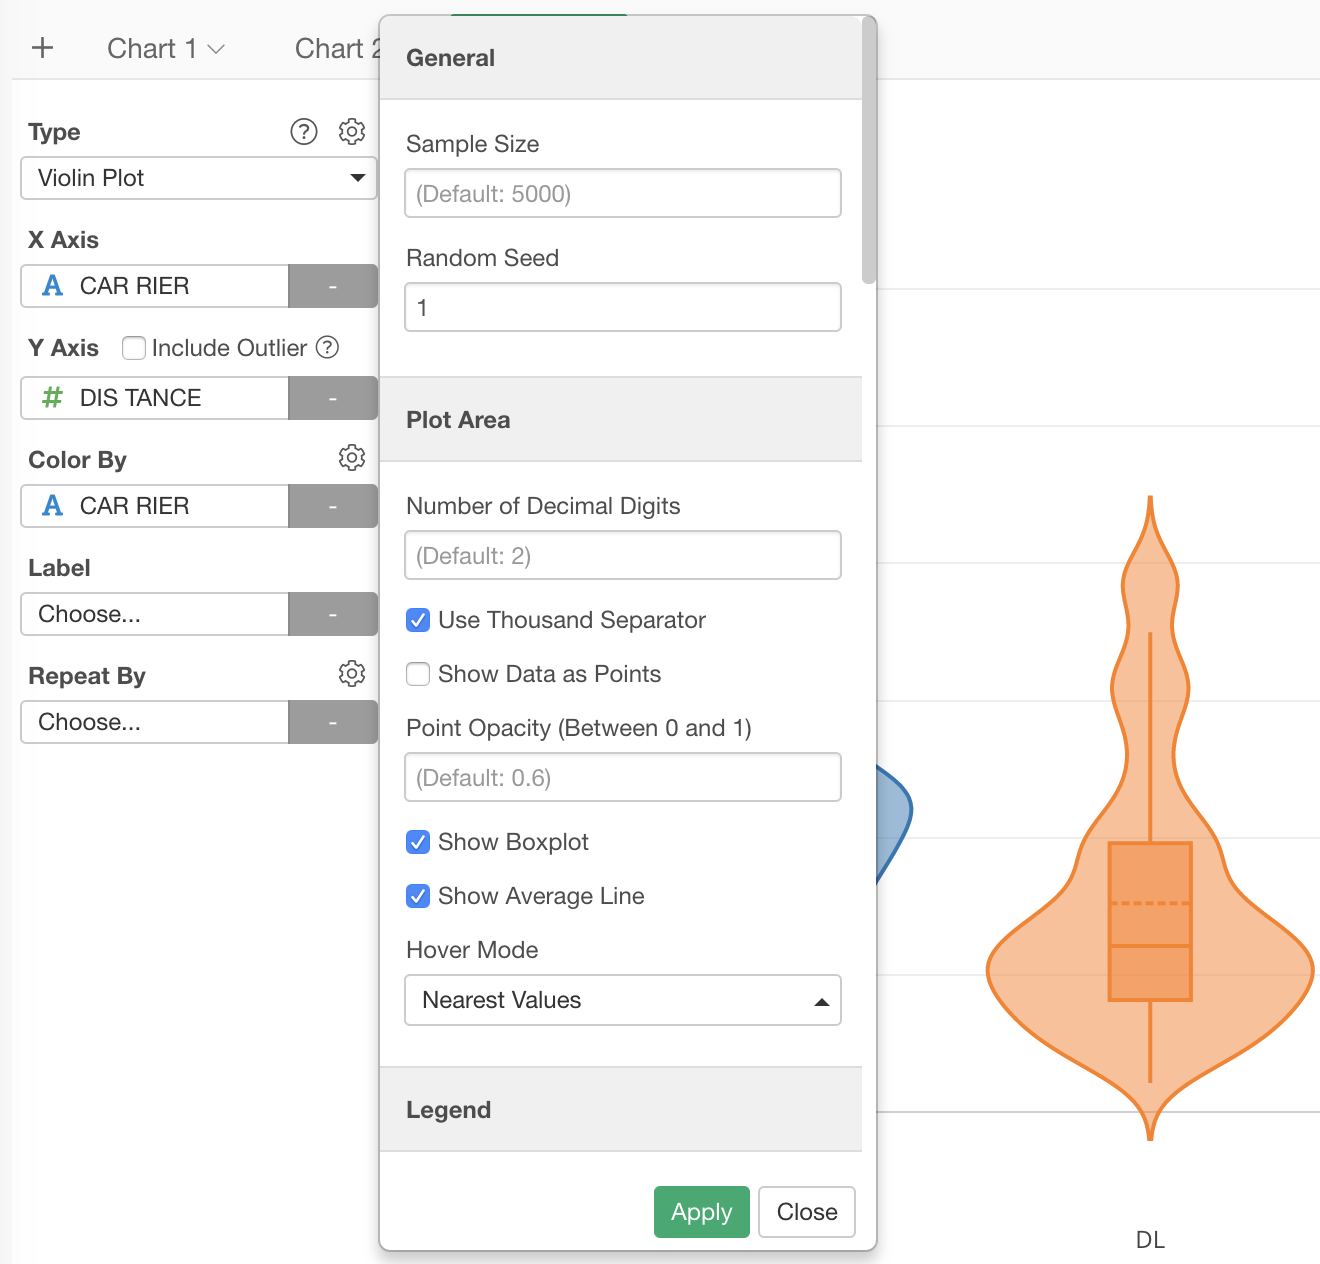 + Chart 1 Chart 2
General
Sample Size
(Default: 5000)
Random Seed
1
Plot Area
Number of Decimal Digits
(Default: 2)
Use Thousand Separator
Show Data as Points
Point Opacity (Between 0 and 1)
(Default: 0.6)
Show Boxplot
Show Average Line
Hover Mode
Nearest Values
Legend
Apply Close
Type ?
Violin Plot
X Axis
A CAR RIER -
Y Axis Include Outlier ?
# DIS TANCE -
Color By
A CAR RIER -
Label
Choose... -
Repeat By
Choose... -
DL